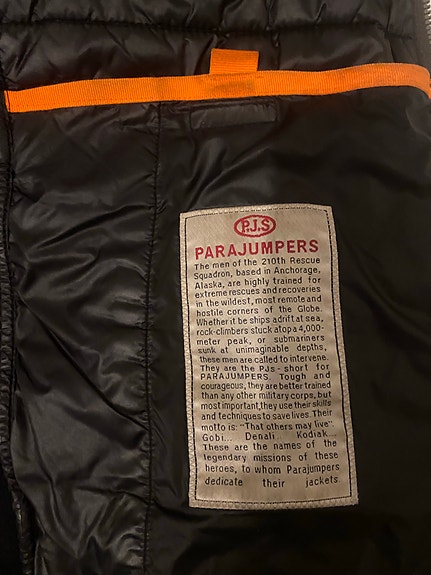 P.J.S
PARAJUMPERS
The men of the 210th Rescue
Squadron, based in Anchorage,
Alaska, are highly trained for
extreme rescues and recoveries
in the wildest, most remote and
hostile corners of the Globe.
Whether it be ships adrift at sea,
rock-climbers stuck atop a 4,000-
meter peak, or submariners
sunk at unimaginable depths,
these men are called to intervene.
They are the PJs - short for
PARAJUMPERS. Tough and
courageous, they are better trained
than any other military corps, but
most important,they use their skills
and techniques to save lives. Their
motto is: "That others may live".
Gobi... Denali Kodiak...
These are the names of the
legendary missions of these
heroes, to whom Parajumpers
dedicate their jackets.